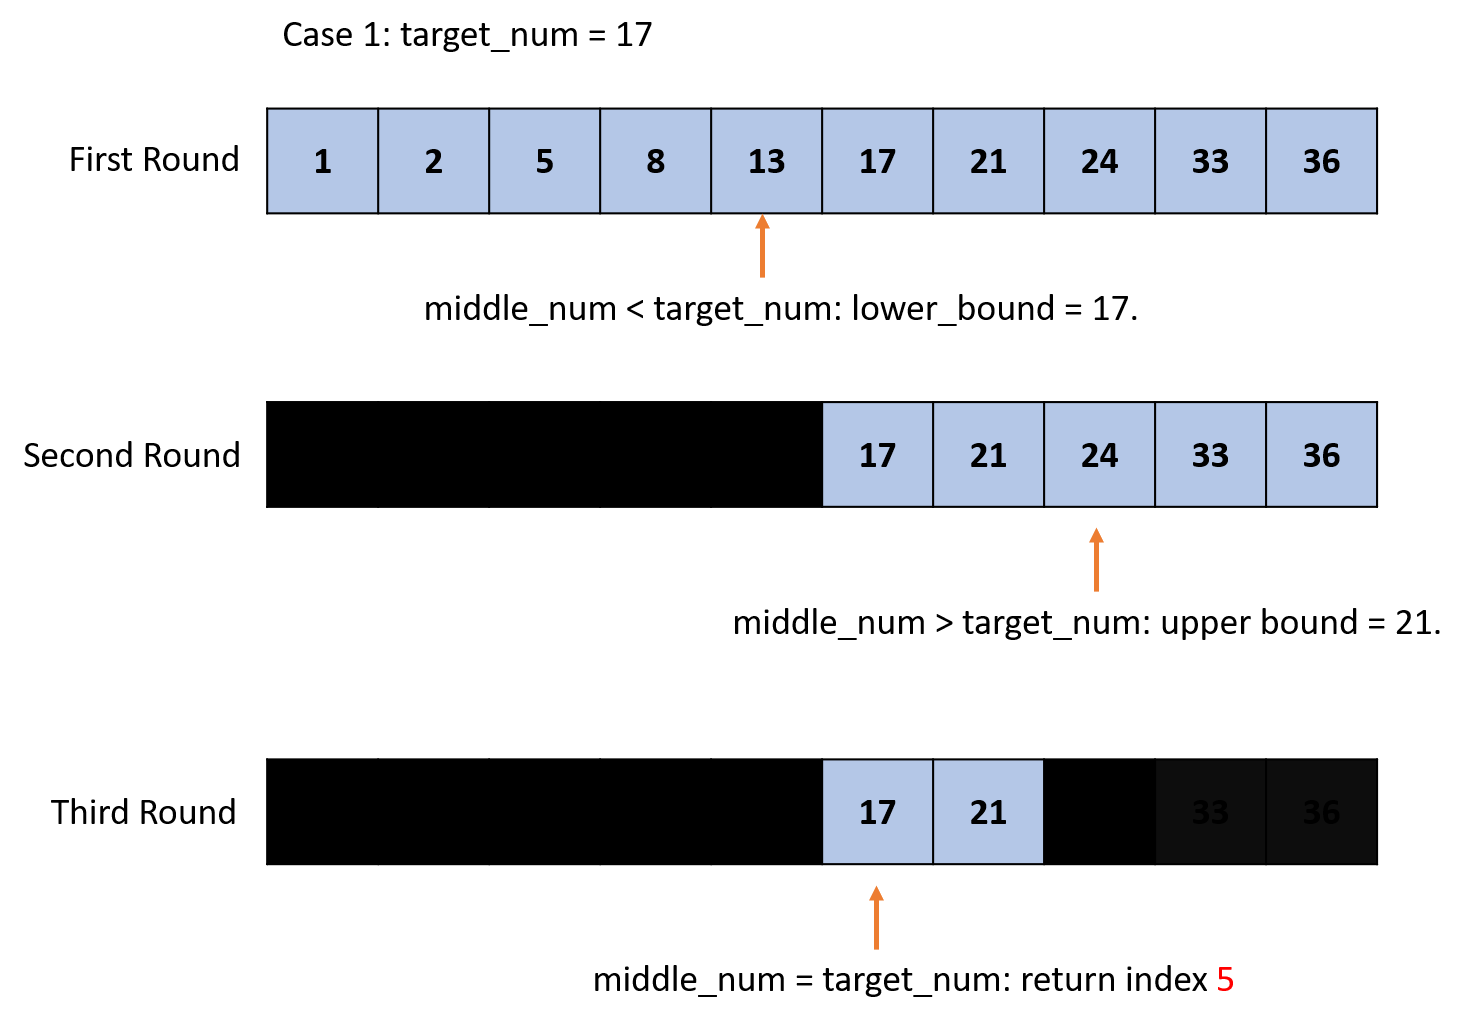 Case 1: target_num = 17
First Round 1 2 5 8 13 17 21 24 33 36
middle_num < target_num: lower_bound = 17.
Second Round 17 21 24 33 36
middle_num > target_num: upper bound = 21.
Third Round 17 21 33 36
middle_num = target_num: return index 5